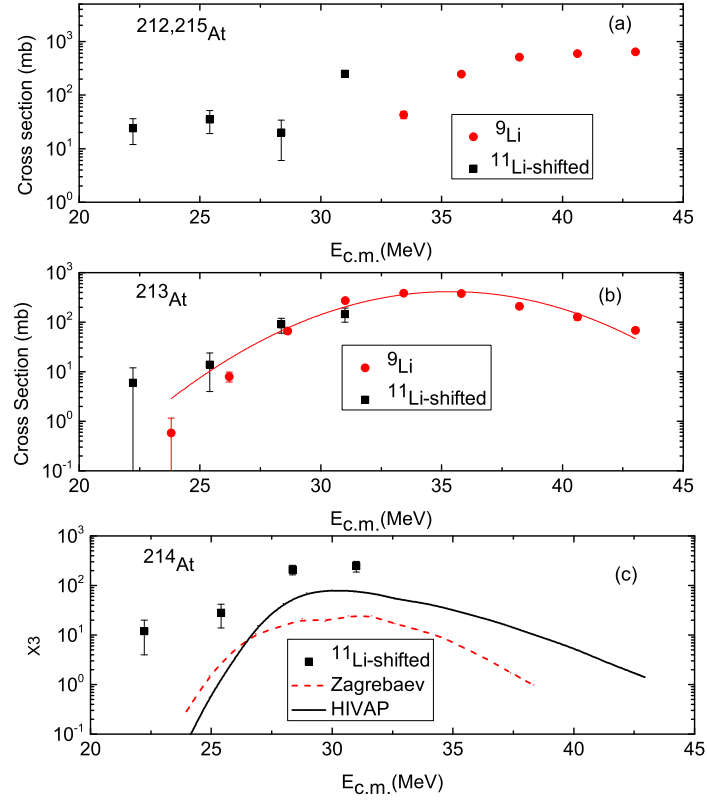 212,215At
(a)
Cross section (mb)
10^3
10^2
10^1
10^0
9Li
11Li-shifted
20 25 30 35 40 45
E_c.m.(MeV)
213At
(b)
Cross Section (mb)
10^3
10^2
10^1
10^0
10^-1
9Li
11Li-shifted
20 25 30 35 40 45
E_c.m.(MeV)
214At
(c)
X3
10^3
10^2
10^1
10^0
10^-1
11Li-shifted
Zagrebaev
HIVAP
20 25 30 35 40 45
E_c.m.(MeV)